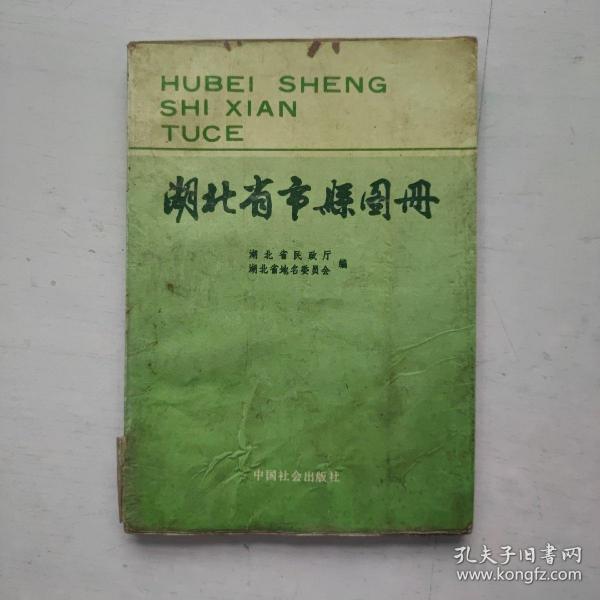 HUBEI SHENG
SHI XIAN
TUCE
湖北省市縣图册
湖北省民政厅
湖北省地名委员会 编
中国社会出版社
孔夫子旧书网
www.kongfz.com